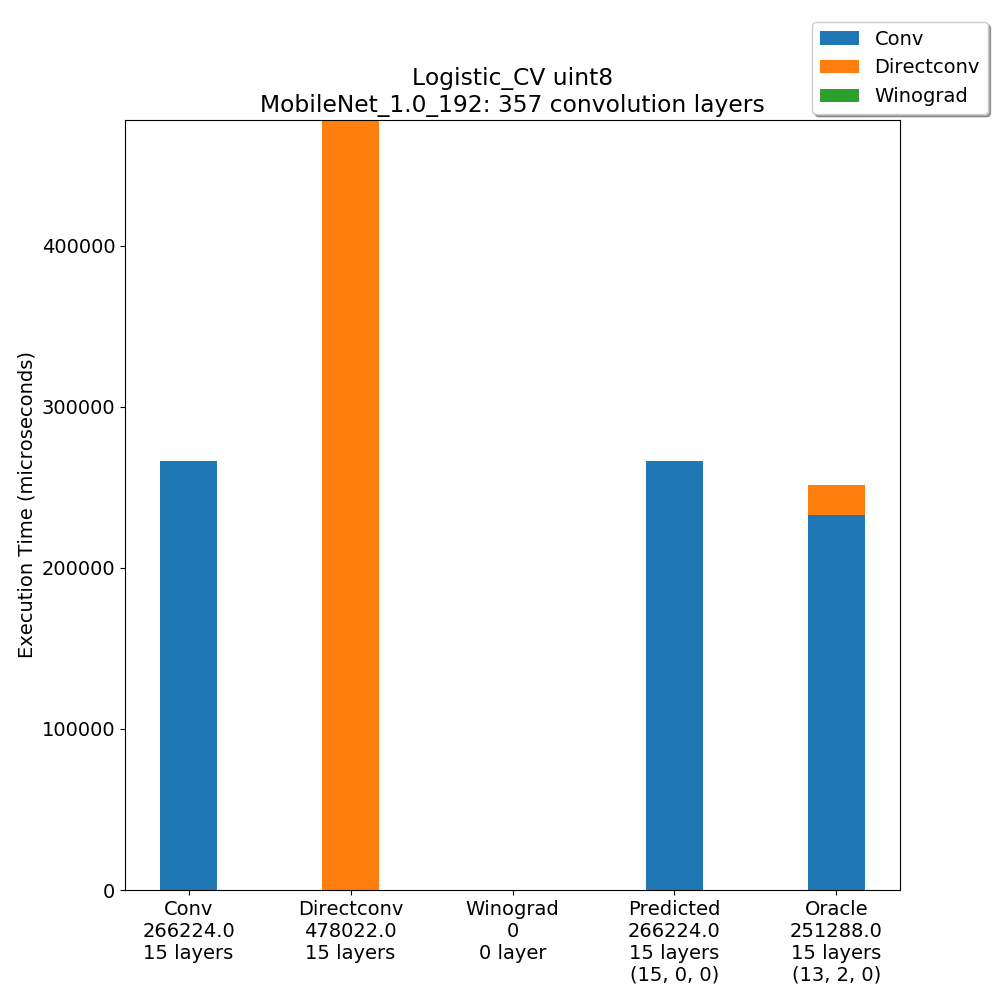 Conv
Directconv
Winograd
Logistic_CV uint8
MobileNet_1.0_192: 357 convolution layers
Execution Time (microseconds)
400000
300000
200000
100000
0
Conv
266224.0
15 layers
Directconv
478022.0
15 layers
Winograd
0
0 layer
Predicted
266224.0
15 layers
(15, 0, 0)
Oracle
251288.0
15 layers
(13, 2, 0)